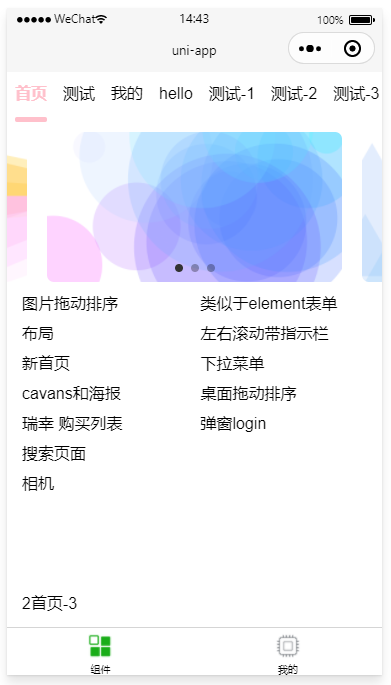 WeChat 14:43 100%
uni-app
首页 测试 我的 hello 测试-1 测试-2 测试-3
图片拖动排序 类似于element表单
布局 左右滚动带指示栏
新首页 下拉菜单
cavans和海报 桌面拖动排序
瑞幸 购买列表 弹窗login
搜索页面
相机
2首页-3
组件 我的